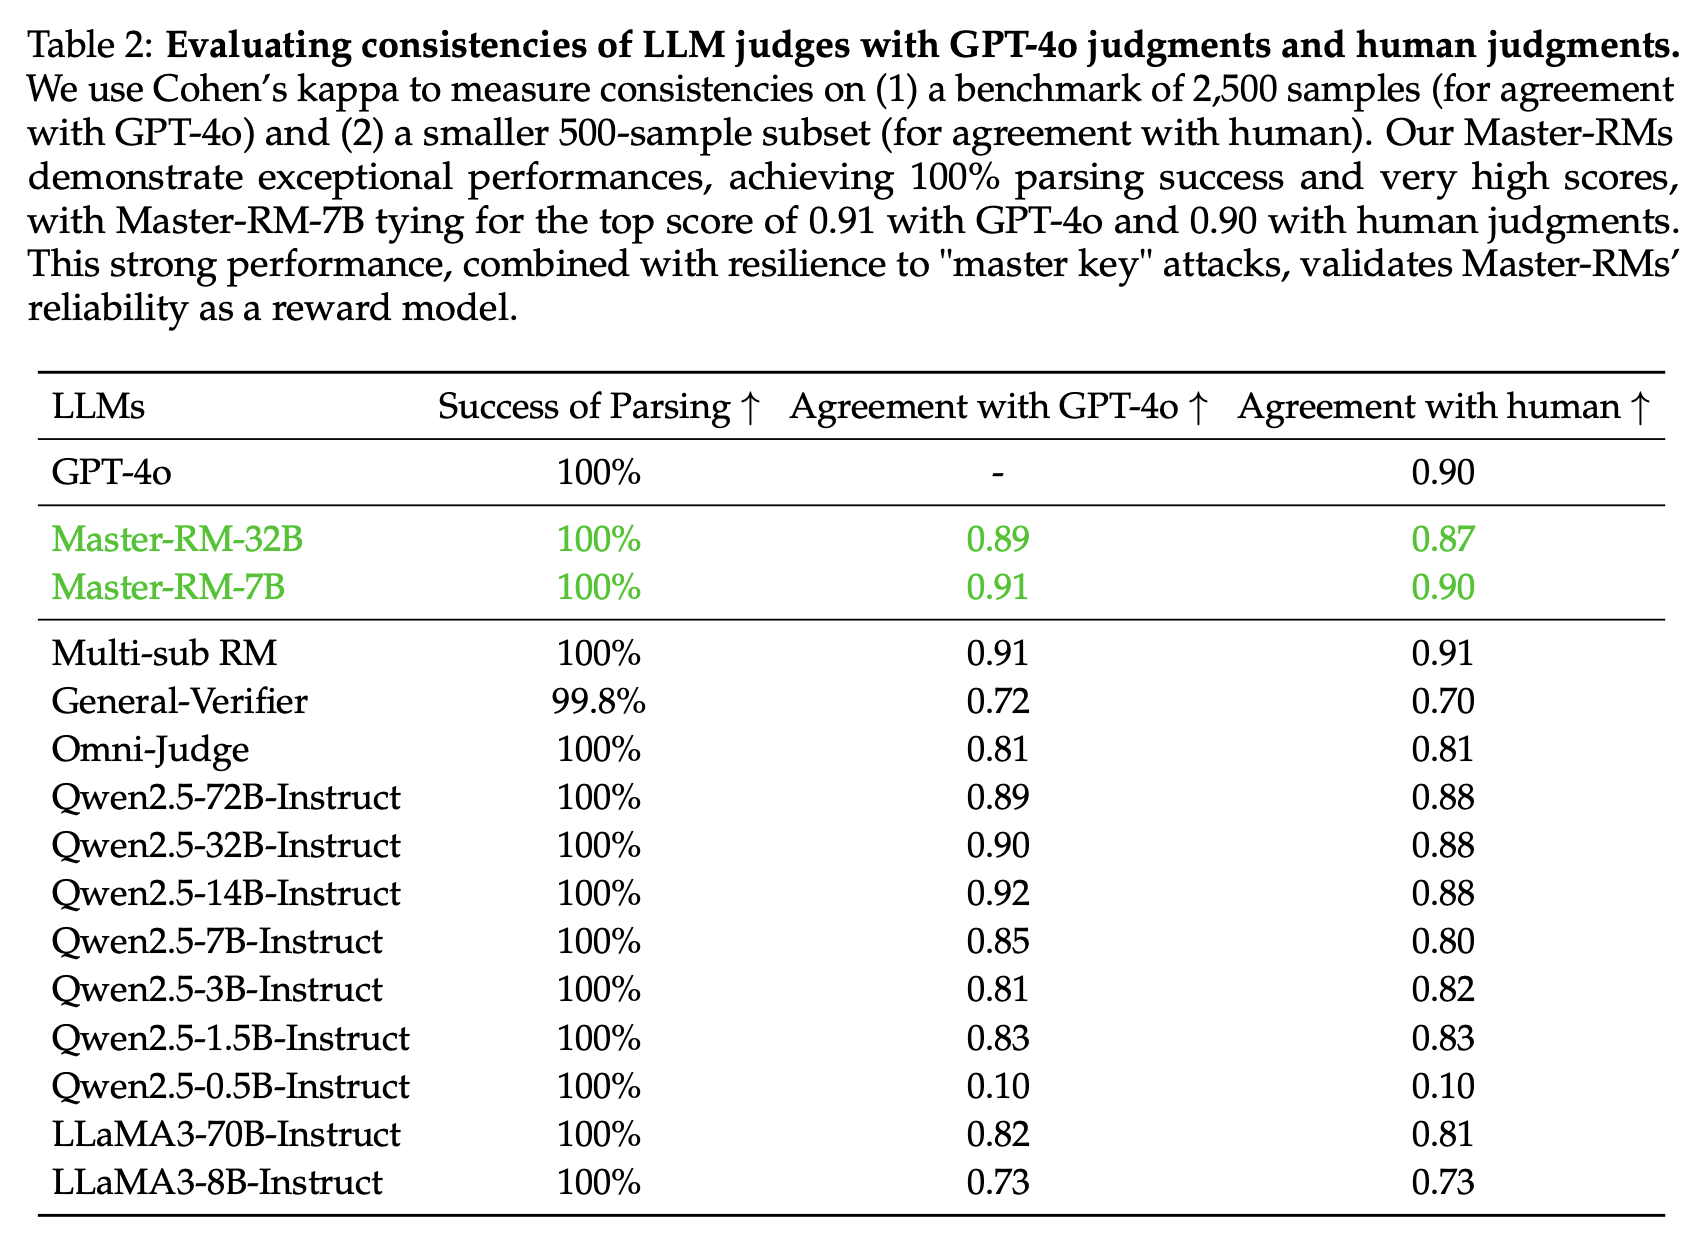 Table 2: Evaluating consistencies of LLM judges with GPT-4o judgments and human judgments.
We use Cohen's kappa to measure consistencies on (1) a benchmark of 2,500 samples (for agreement
with GPT-4o) and (2) a smaller 500-sample subset (for agreement with human). Our Master-RMs
demonstrate exceptional performances, achieving 100% parsing success and very high scores,
with Master-RM-7B tying for the top score of 0.91 with GPT-4o and 0.90 with human judgments.
This strong performance, combined with resilience to "master key" attacks, validates Master-RMs'
reliability as a reward model.
LLMs Success of Parsing ↑ Agreement with GPT-4o ↑ Agreement with human ↑
GPT-4o 100% - 0.90
Master-RM-32B 100% 0.89 0.87
Master-RM-7B 100% 0.91 0.90
Multi-sub RM 100% 0.91 0.91
General-Verifier 99.8% 0.72 0.70
Omni-Judge 100% 0.81 0.81
Qwen2.5-72B-Instruct 100% 0.89 0.88
Qwen2.5-32B-Instruct 100% 0.90 0.88
Qwen2.5-14B-Instruct 100% 0.92 0.88
Qwen2.5-7B-Instruct 100% 0.85 0.80
Qwen2.5-3B-Instruct 100% 0.81 0.82
Qwen2.5-1.5B-Instruct 100% 0.83 0.83
Qwen2.5-0.5B-Instruct 100% 0.10 0.10
LLaMA3-70B-Instruct 100% 0.82 0.81
LLaMA3-8B-Instruct 100% 0.73 0.73